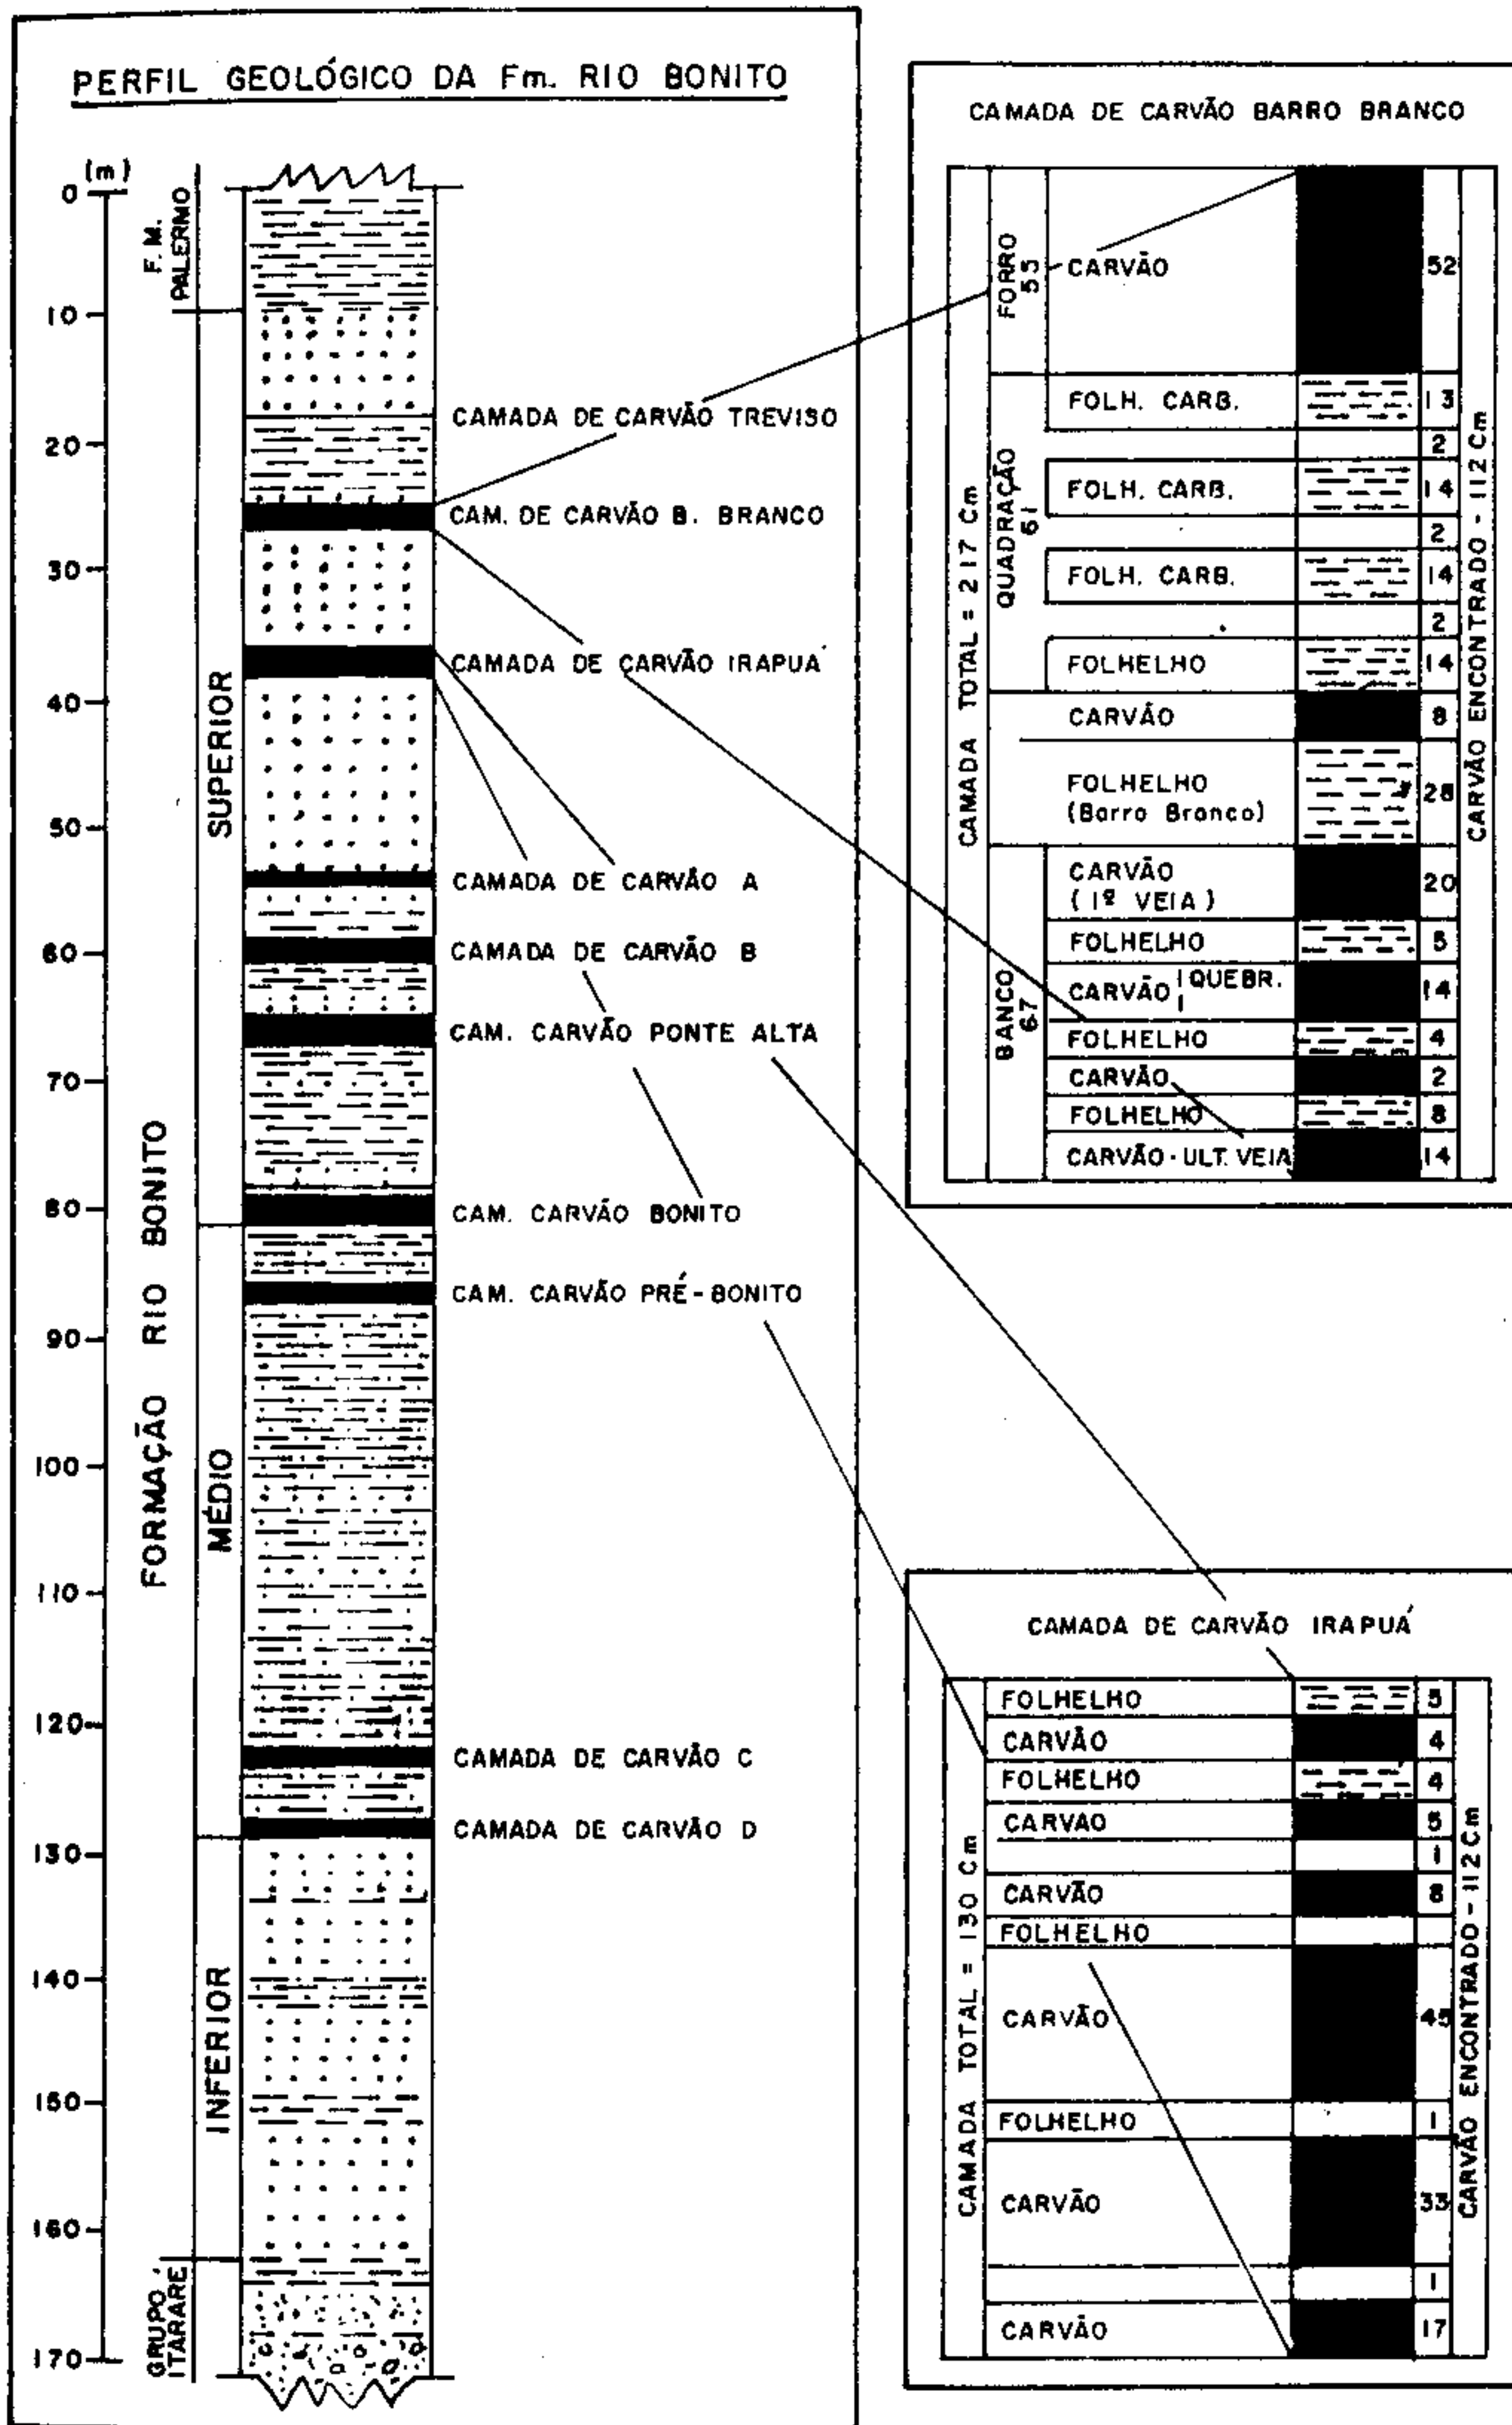 PERFIL GEOLÓGICO DA Fm. RIO BONITO
(m)
0
10
20
30
40
50
60
70
80
90
100
110
120
130
140
150
160
170
F. M.
PALERMO
FORMAÇÃO RIO BONITO
SUPERIOR
MÉDIO
INFERIOR
GRUPO
ITARARÉ
CAMADA DE CARVÃO TREVISO
CAM. DE CARVÃO B. BRANCO
CAMADA DE CARVÃO IRAPUÁ
CAMADA DE CARVÃO A
CAMADA DE CARVÃO B
CAM. CARVÃO PONTE ALTA
CAM. CARVÃO BONITO
CAM. CARVÃO PRÉ-BONITO
CAMADA DE CARVÃO C
CAMADA DE CARVÃO D
CAMADA DE CARVÃO BARRO BRANCO
CAMADA TOTAL = 217 Cm
FORRO
55
QUADRAÇÃO
61
BANCO
67
CARVÃO 52
FOLH. CARB. 13
2
FOLH. CARB. 14
2
FOLH. CARB. 14
2
FOLHELHO 14
CARVÃO 8
FOLHELHO
(Barro Branco) 28
CARVÃO
(1ª VEIA) 20
FOLHELHO 5
CARVÃO QUEBR. 14
FOLHELHO 4
CARVÃO 2
FOLHELHO 8
CARVÃO - ULT. VEIA 14
CARVÃO ENCONTRADO - 112 Cm
CAMADA DE CARVÃO IRAPUÁ
CAMADA TOTAL = 130 Cm
FOLHELHO 5
CARVÃO 4
FOLHELHO 4
CARVAO 5
1
CARVÃO 8
FOLHELHO
CARVÃO 45
FOLHELHO 1
CARVÃO 33
1
CARVÃO 17
CARVÃO ENCONTRADO - 112 Cm